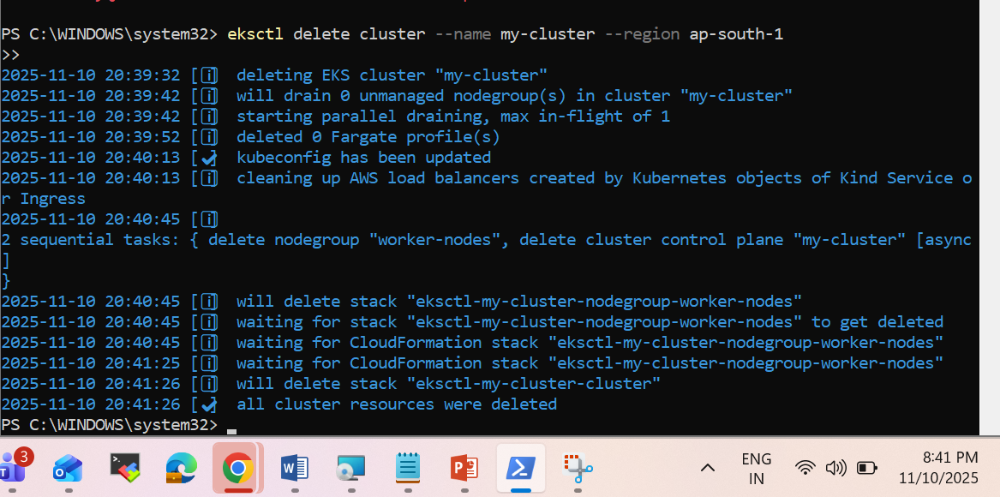 PS C:\WINDOWS\system32> eksctl delete cluster --name my-cluster --region ap-south-1
>>
2025-11-10 20:39:32 [ℹ]  deleting EKS cluster "my-cluster"
2025-11-10 20:39:42 [ℹ]  will drain 0 unmanaged nodegroup(s) in cluster "my-cluster"
2025-11-10 20:39:42 [ℹ]  starting parallel draining, max in-flight of 1
2025-11-10 20:39:52 [ℹ]  deleted 0 Fargate profile(s)
2025-11-10 20:40:13 [✔]  kubeconfig has been updated
2025-11-10 20:40:13 [ℹ]  cleaning up AWS load balancers created by Kubernetes objects of Kind Service o
r Ingress
2025-11-10 20:40:45 [ℹ]
2 sequential tasks: { delete nodegroup "worker-nodes", delete cluster control plane "my-cluster" [async
]
}
2025-11-10 20:40:45 [ℹ]  will delete stack "eksctl-my-cluster-nodegroup-worker-nodes"
2025-11-10 20:40:45 [ℹ]  waiting for stack "eksctl-my-cluster-nodegroup-worker-nodes" to get deleted
2025-11-10 20:40:45 [ℹ]  waiting for CloudFormation stack "eksctl-my-cluster-nodegroup-worker-nodes"
2025-11-10 20:41:25 [ℹ]  waiting for CloudFormation stack "eksctl-my-cluster-nodegroup-worker-nodes"
2025-11-10 20:41:26 [ℹ]  will delete stack "eksctl-my-cluster-cluster"
2025-11-10 20:41:26 [✔]  all cluster resources were deleted
PS C:\WINDOWS\system32>
3
ENG
IN
8:41 PM
11/10/2025